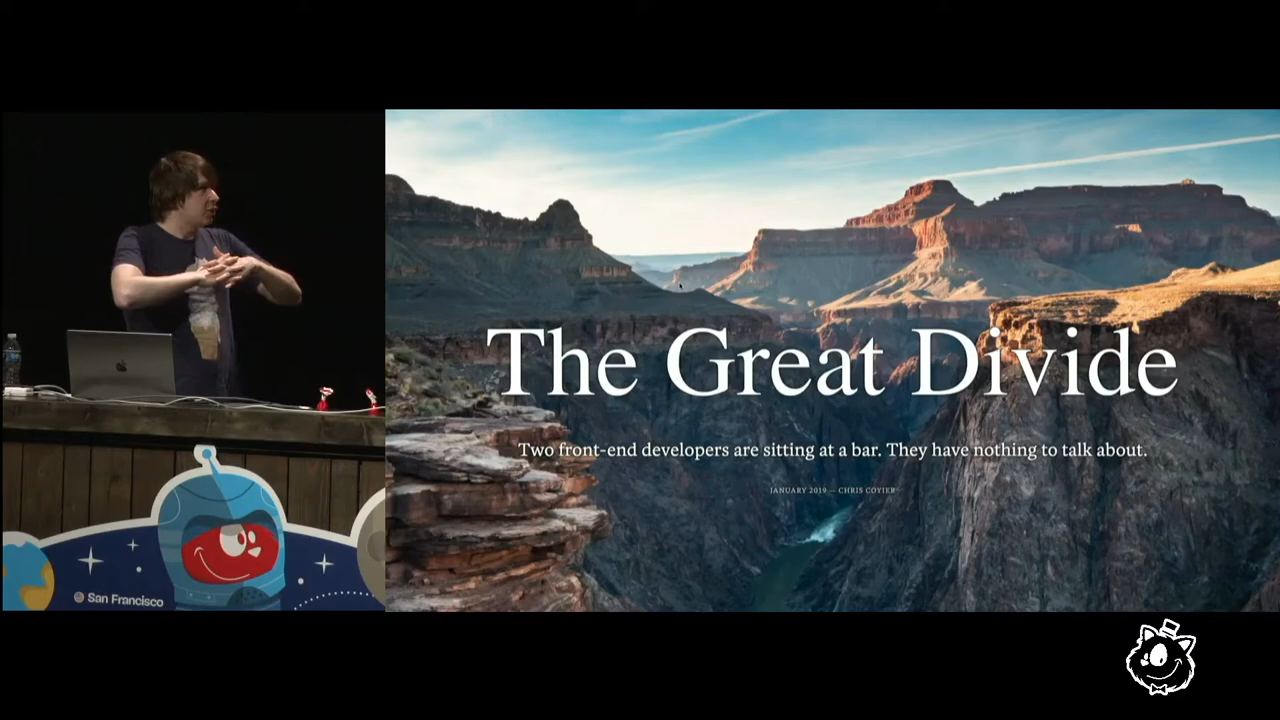 The Great Divide
Two front-end developers are sitting at a bar. They have nothing to talk about.
JANUARY 2019 — CHRIS COYIER
San Francisco